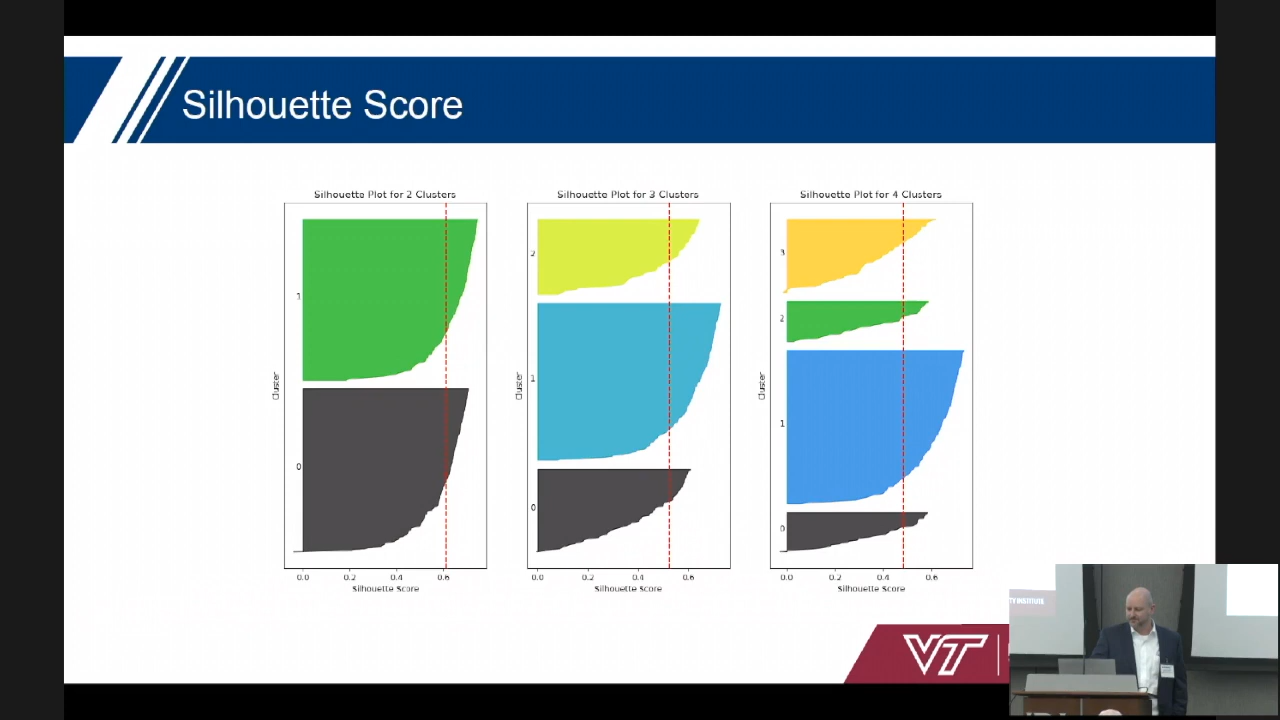 Silhouette Score
Silhouette Plot for 2 Clusters
1
0
Cluster
0.0 0.2 0.4 0.6
Silhouette Score
Silhouette Plot for 3 Clusters
2
1
0
Cluster
0.0 0.2 0.4 0.6
Silhouette Score
Silhouette Plot for 4 Clusters
3
2
1
0
Cluster
0.0 0.2 0.4 0.6
Silhouette Score
VT
INSTITUTE